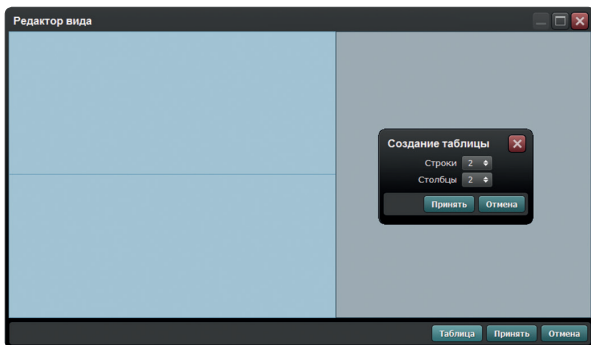 Редактор вида
Создание таблицы
Строки 2
Столбцы 2
Принять Отмена
Таблица Принять Отмена